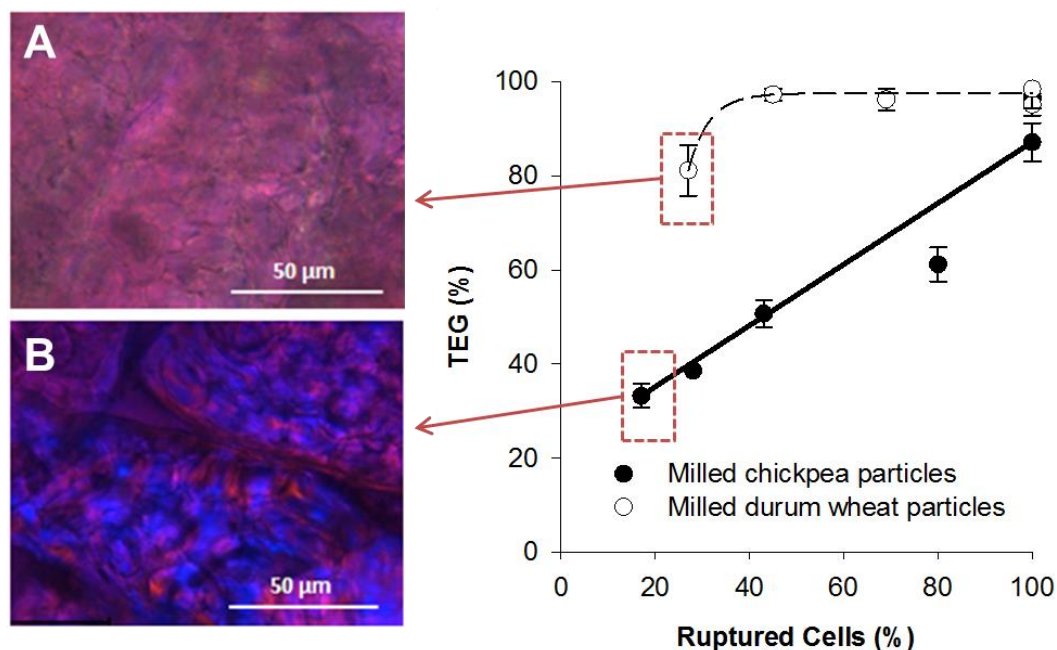 A
50 µm
B
50 µm
100
80
60
40
20
0
TEG (%)
Milled chickpea particles
Milled durum wheat particles
0 20 40 60 80 100
Ruptured Cells (%)